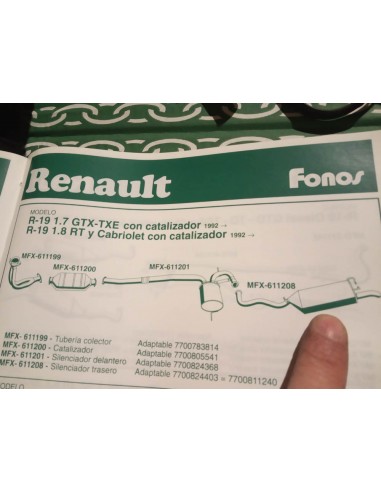 Renault Fonos
MODELO
R-19 1.7 GTX-TXE con catalizador 1992 →
R-19 1.8 RT y Cabriolet con catalizador 1992 →
MFX-611199
MFX-611200
MFX-611201
MFX-611208
MFX- 611199 - Tubería colector Adaptable 7700783814
MFX- 611200 - Catalizador Adaptable 7700805541
MFX- 611201 - Silenciador delantero Adaptable 7700824368
MFX- 611208 - Silenciador trasero Adaptable 7700824403 = 7700811240
MODELO